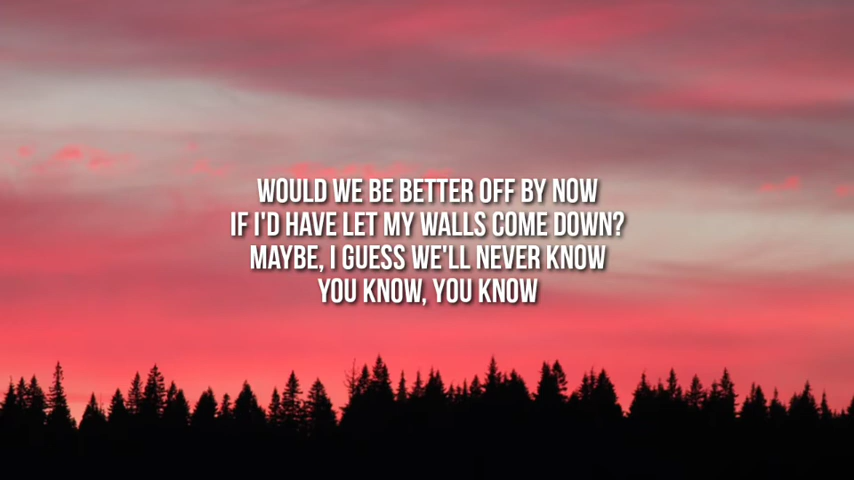 WOULD WE BE BETTER OFF BY NOW
IF I'D HAVE LET MY WALLS COME DOWN?
MAYBE, I GUESS WE'LL NEVER KNOW
YOU KNOW, YOU KNOW